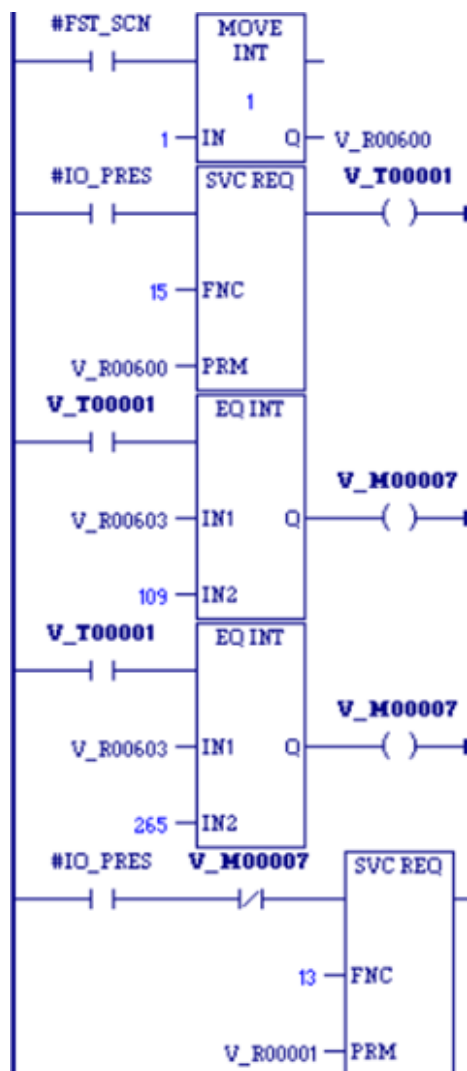 #FST_SCN
MOVE
INT
1
1 IN Q V_R00600
#IO_PRES SVC REQ V_T00001
15 FNC
V_R00600 PRM
V_T00001 EQ INT
V_M00007
V_R00603 IN1 Q
109 IN2
V_T00001 EQ INT
V_M00007
V_R00603 IN1 Q
265 IN2
#IO_PRES V_M00007 SVC REQ
13 FNC
V_R00001 PRM